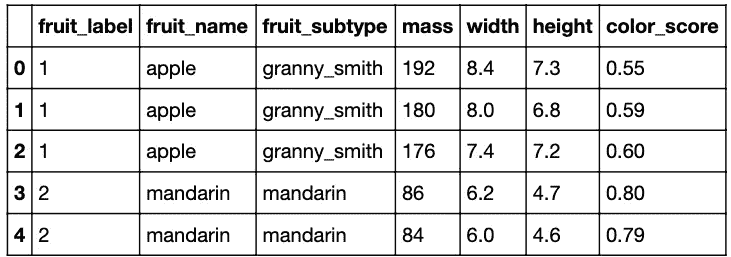 fruit_label fruit_name fruit_subtype mass width height color_score
0 1 apple granny_smith 192 8.4 7.3 0.55
1 1 apple granny_smith 180 8.0 6.8 0.59
2 1 apple granny_smith 176 7.4 7.2 0.60
3 2 mandarin mandarin 86 6.2 4.7 0.80
4 2 mandarin mandarin 84 6.0 4.6 0.79